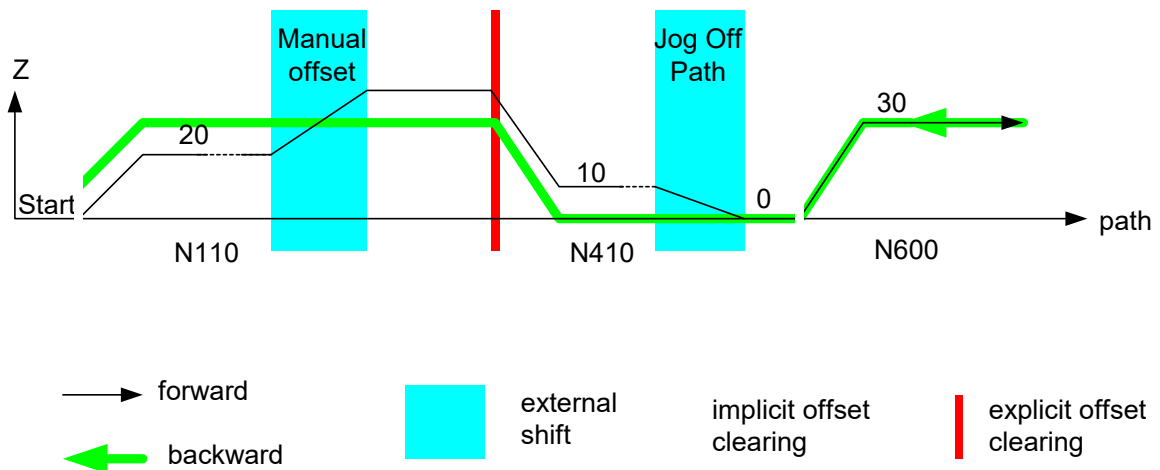 Manual
offset
Jog Off
Path
Z
20
30
10
0
Start
path
N110
N410
N600
forward
backward
external
shift
implicit offset
clearing
explicit offset
clearing